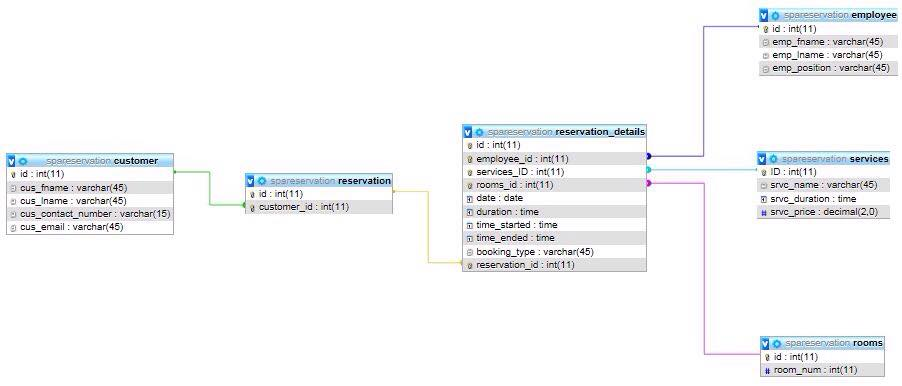 spareservation customer
id : int(11)
cus_fname : varchar(45)
cus_lname : varchar(45)
cus_contact_number : varchar(15)
cus_email : varchar(45)
spareservation reservation
id : int(11)
customer_id : int(11)
spareservation reservation_details
id : int(11)
employee_id : int(11)
services_ID : int(11)
rooms_id : int(11)
date : date
duration : time
time_started : time
time_ended : time
booking_type : varchar(45)
reservation_id : int(11)
spareservation employee
id : int(11)
emp_fname : varchar(45)
emp_lname : varchar(45)
emp_position : varchar(45)
spareservation services
ID : int(11)
srvc_name : varchar(45)
srvc_duration : time
# srvc_price : decimal(2,0)
spareservation rooms
id : int(11)
# room_num : int(11)